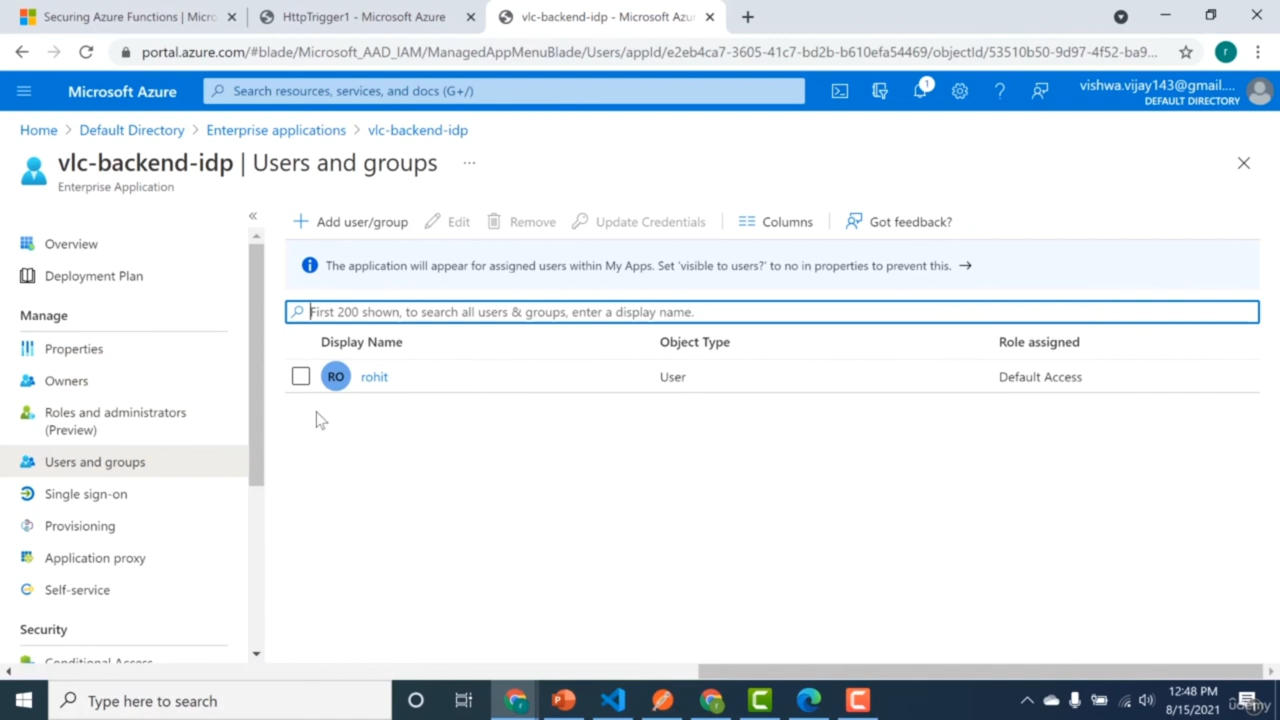 Securing Azure Functions | Micro
HttpTrigger1 - Microsoft Azure
vlc-backend-idp - Microsoft Azur
portal.azure.com/#blade/Microsoft_AAD_IAM/ManagedAppMenuBlade/Users/appId/e2eb4ca7-3605-41c7-bd2b-b610efa54469/objectId/53510b50-9d97-4f52-ba9...
r
Microsoft Azure
Search resources, services, and docs (G+/)
1
vishwa.vijay143@gmail....
DEFAULT DIRECTORY
Home > Default Directory > Enterprise applications > vlc-backend-idp
vlc-backend-idp | Users and groups ...
Enterprise Application
Add user/group Edit Remove Update Credentials Columns Got feedback?
Overview
Deployment Plan
Manage
Properties
Owners
Roles and administrators
(Preview)
Users and groups
Single sign-on
Provisioning
Application proxy
Self-service
Security
Conditional Access
The application will appear for assigned users within My Apps. Set 'visible to users?' to no in properties to prevent this. →
First 200 shown, to search all users & groups, enter a display name.
Display Name Object Type Role assigned
RO rohit User Default Access
Type here to search
12:48 PM
8/15/2021
ûdemy